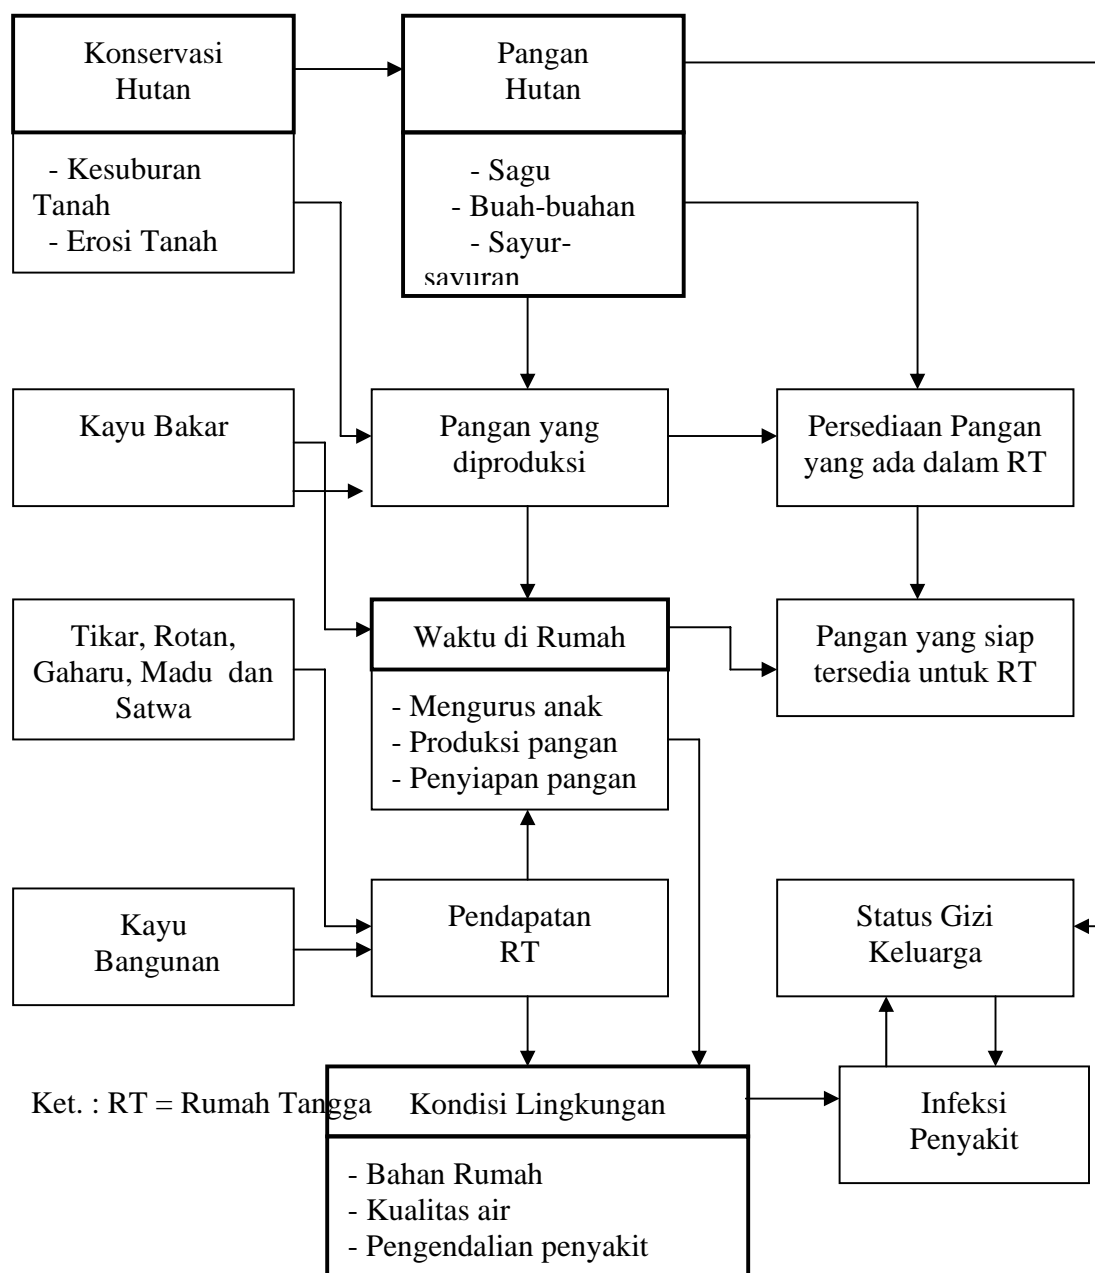 Konservasi
Hutan
Pangan
Hutan
- Kesuburan
Tanah
- Erosi Tanah
- Sagu
- Buah-buahan
- Sayur-
sayuran
Kayu Bakar
Pangan yang
diproduksi
Persediaan Pangan
yang ada dalam RT
Tikar, Rotan,
Gaharu, Madu dan
Satwa
Waktu di Rumah
- Mengurus anak
- Produksi pangan
- Penyiapan pangan
Pangan yang siap
tersedia untuk RT
Kayu
Bangunan
Pendapatan
RT
Status Gizi
Keluarga
Ket. : RT = Rumah Tangga
Kondisi Lingkungan
- Bahan Rumah
- Kualitas air
- Pengendalian penyakit
Infeksi
Penyakit